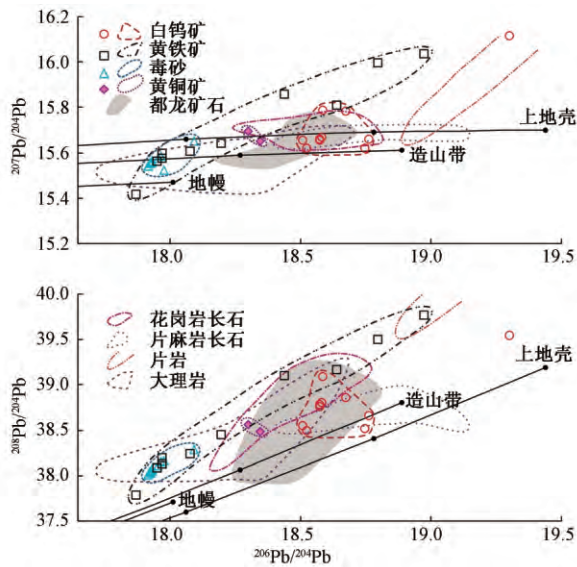 16.2
16.0
15.8
15.6
15.4
15.2
²⁰⁷Pb/²⁰⁴Pb
白钨矿
黄铁矿
毒砂
黄铜矿
都龙矿石
上地壳
造山带
地幔
18.0
18.5
19.0
19.5
40.0
39.5
39.0
38.5
38.0
37.5
²⁰⁸Pb/²⁰⁴Pb
花岗岩长石
片麻岩长石
片岩
大理岩
上地壳
造山带
地幔
18.0
18.5
19.0
19.5
²⁰⁶Pb/²⁰⁴Pb